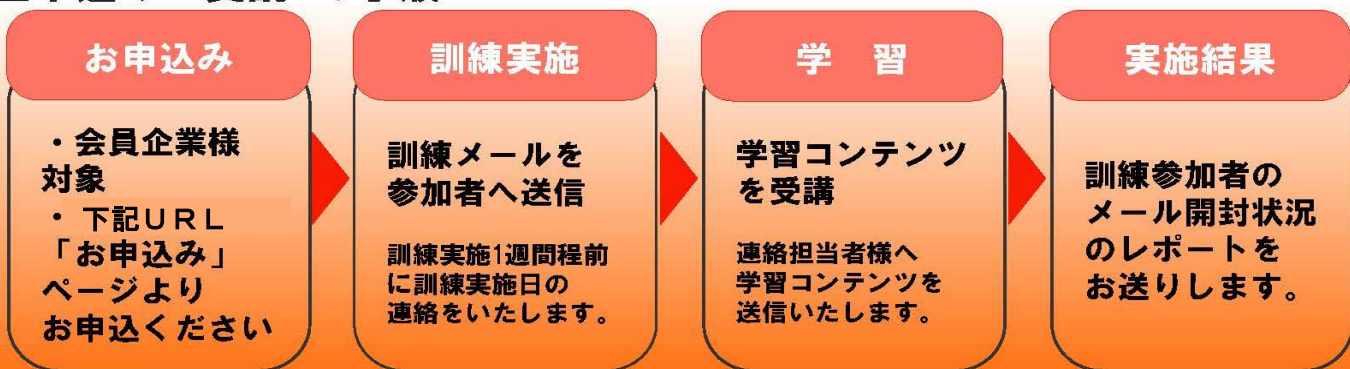 お申込み
・会員企業様
対象
・下記URL
「お申込み」
ページより
お申込ください
訓練実施
訓練メールを
参加者へ送信
訓練実施1週間程前
に訓練実施日の
連絡をいたします。
学　習
学習コンテンツ
を受講
連絡担当者様へ
学習コンテンツを
送信いたします。
実施結果
訓練参加者の
メール開封状況
のレポートを
お送りします。